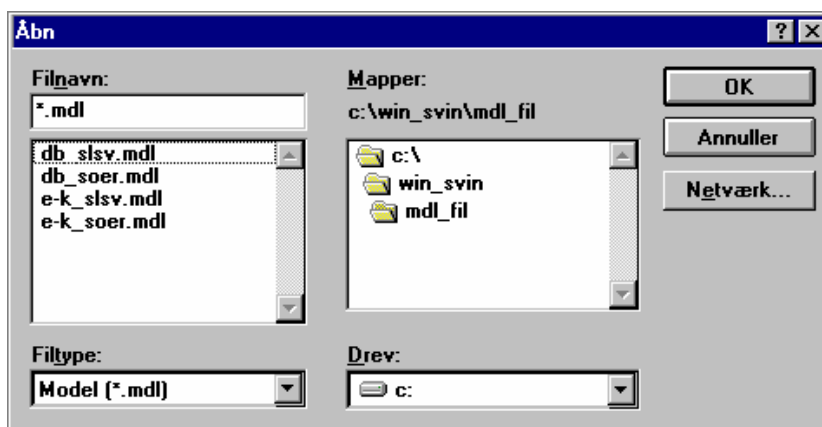 Åbn
Filnavn:
*.mdl
db_slsv.mdl
db_soer.mdl
e-k_slsv.mdl
e-k_soer.mdl
Filtype:
Model (*.mdl)
Mapper:
c:\win_svin\mdl_fil
c:\
win_svin
mdl_fil
Drev:
c:
OK
Annuller
Netværk...